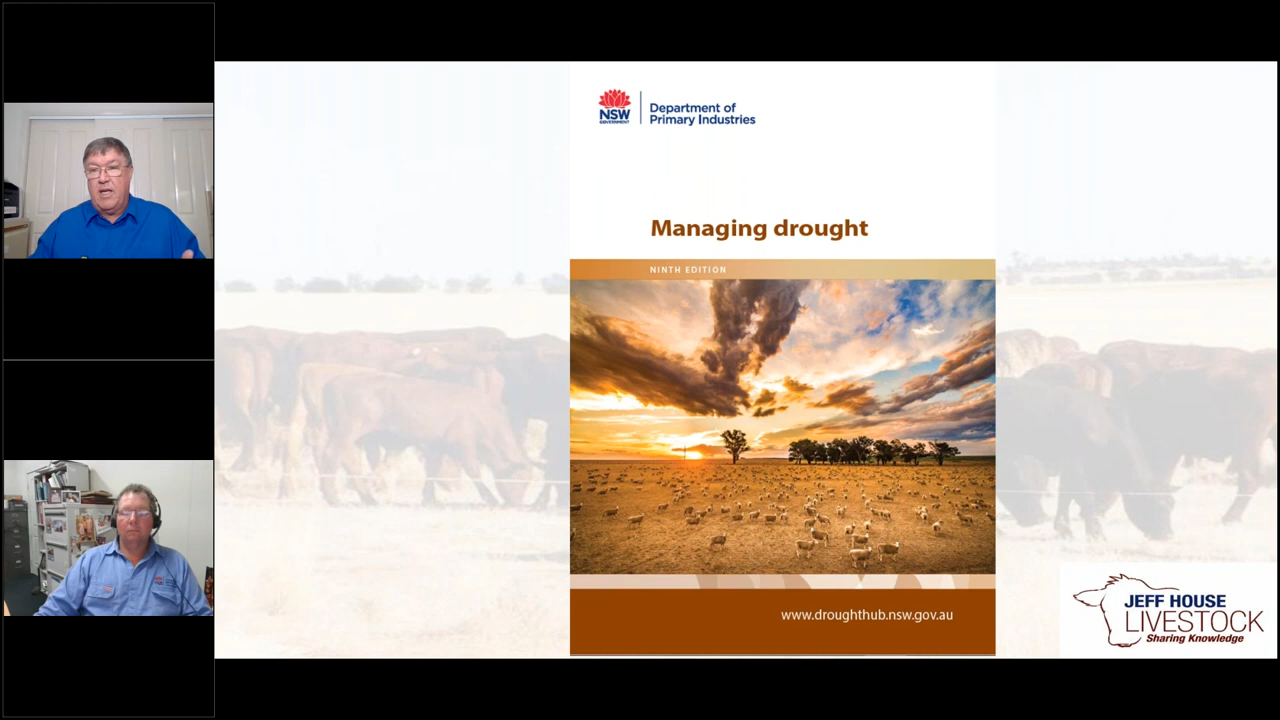 NSW
GOVERNMENT
Department of
Primary Industries
Managing drought
NINTH EDITION
www.droughthub.nsw.gov.au
JEFF HOUSE
LIVESTOCK
Sharing Knowledge